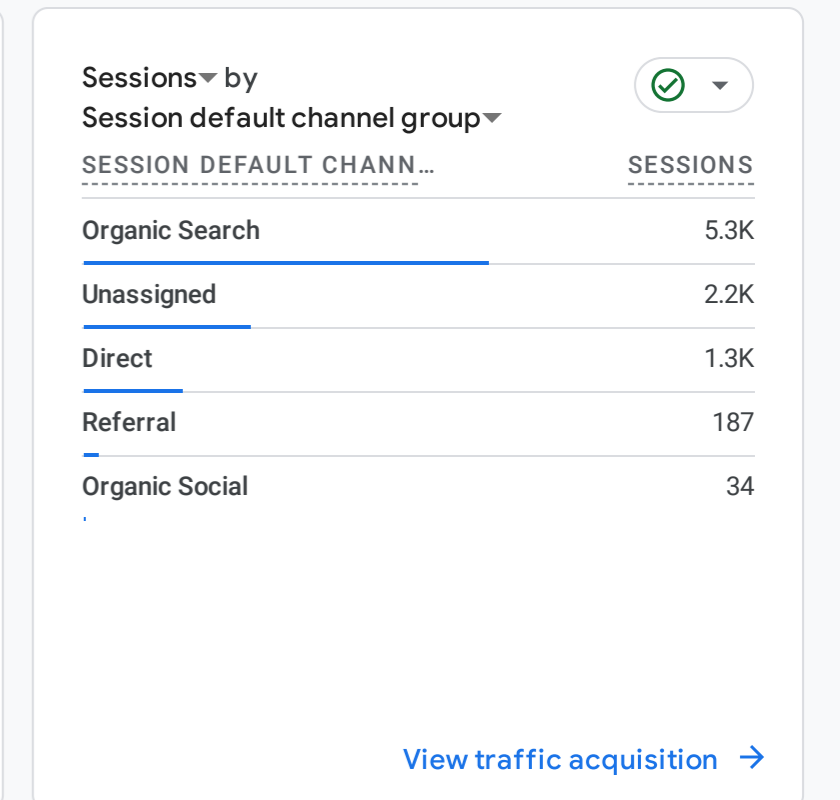 Sessions by
Session default channel group
SESSION DEFAULT CHANN… SESSIONS
Organic Search 5.3K
Unassigned 2.2K
Direct 1.3K
Referral 187
Organic Social 34
View traffic acquisition